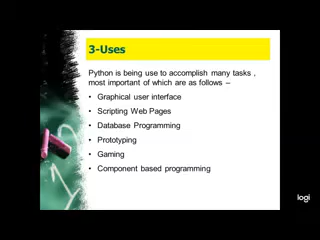 3-Uses
Python is being use to accomplish many tasks ,
most important of which are as follows –
• Graphical user interface
• Scripting Web Pages
• Database Programming
• Prototyping
• Gaming
• Component based programming
logi